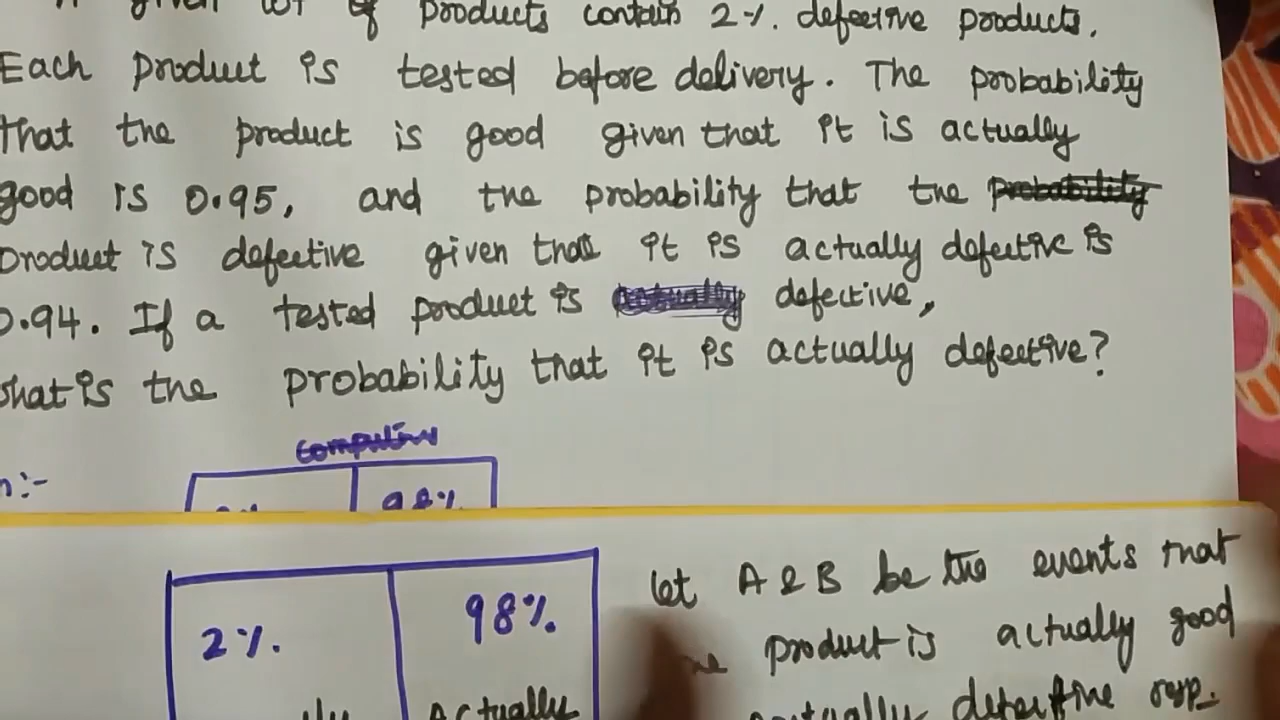 given lot of products contain 2%. defective products.
Each product is tested before delivery. The probability
that the product is good given that it is actually
good is 0.95, and the probability that the probability
product is defective given that it is actually defective is
0.94. If a tested product is actually defective,
what is the probability that it is actually defective?
98%
2%.
98%.
Actually
let A & B be the events that
the product is actually good
actually defective resp.